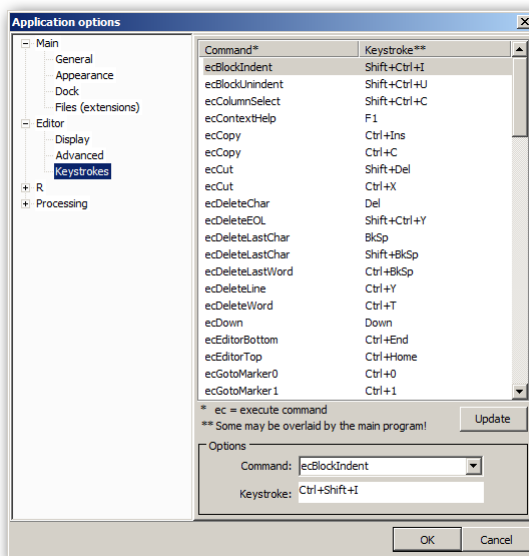 Application options
Main
General
Appearance
Dock
Files (extensions)
Editor
Display
Advanced
Keystrokes
R
Processing
Command* Keystroke**
ecBlockIndent Shift+Ctrl+I
ecBlockUnindent Shift+Ctrl+U
ecColumnSelect Shift+Ctrl+C
ecContextHelp F1
ecCopy Ctrl+Ins
ecCopy Ctrl+C
ecCut Shift+Del
ecCut Ctrl+X
ecDeleteChar Del
ecDeleteEOL Shift+Ctrl+Y
ecDeleteLastChar BkSp
ecDeleteLastChar Shift+BkSp
ecDeleteLastWord Ctrl+BkSp
ecDeleteLine Ctrl+Y
ecDeleteWord Ctrl+T
ecDown Down
ecEditorBottom Ctrl+End
ecEditorTop Ctrl+Home
ecGotoMarker0 Ctrl+0
ecGotoMarker1 Ctrl+1
* ec = execute command
** Some may be overlaid by the main program!
Update
Options
Command: ecBlockIndent
Keystroke: Ctrl+Shift+I
OK Cancel